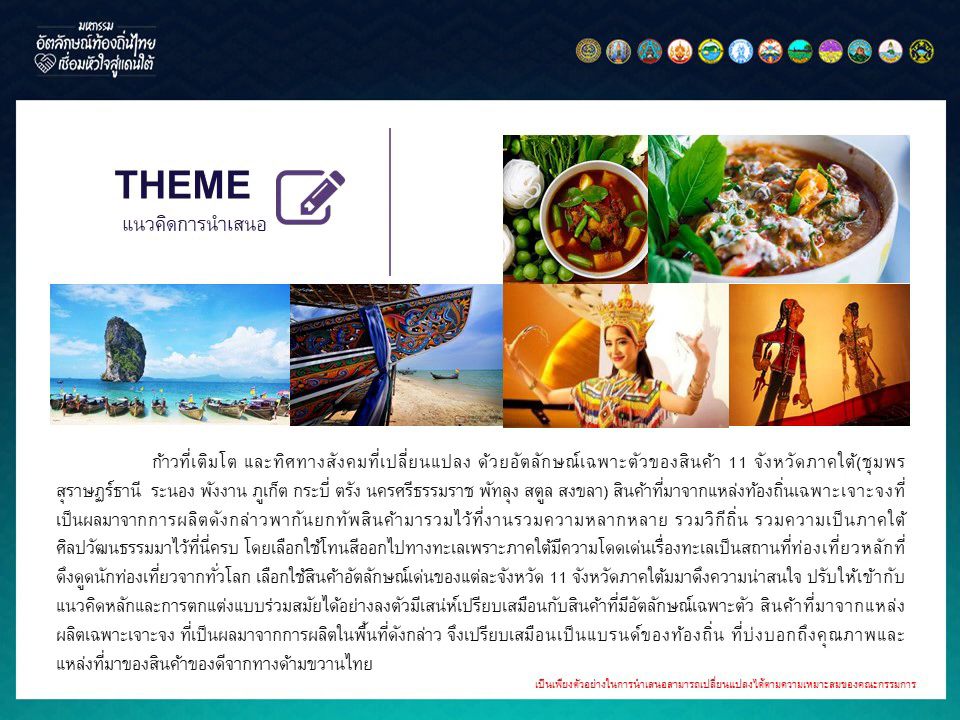 มหกรรม
อัตลักษณ์ท้องถิ่นไทย
เชื่อมหัวใจสู่แดนใต้
THEME
แนวคิดการนำเสนอ
ก้าวที่เติมโต และทิศทางสังคมที่เปลี่ยนแปลง ด้วยอัตลักษณ์เฉพาะตัวของสินค้า 11 จังหวัดภาคใต้(ชุมพร
สุราษฏร์ธานี ระนอง พังงาน ภูเก็ต กระบี่ ตรัง นครศรีธรรมราช พัทลุง สตูล สงขลา) สินค้าที่มาจากแหล่งท้องถิ่นเฉพาะเจาะจงที่
เป็นผลมาจากการผลิตดังกล่าวพากันยกทัพสินค้ามารวมไว้ที่งานรวมความหลากหลาย รวมวิถีถิ่น รวมความเป็นภาคใต้
ศิลปวัฒนธรรมมาไว้ที่นี่ครบ โดยเลือกใช้โทนสีออกไปทางทะเลเพราะภาคใต้มีความโดดเด่นเรื่องทะเลเป็นสถานที่ท่องเที่ยวหลักที่
ดึงดูดนักท่องเที่ยวจากทั่วโลก เลือกใช้สินค้าอัตลักษณ์เด่นของแต่ละจังหวัด 11 จังหวัดภาคใต้มมาดึงความน่าสนใจ ปรับให้เข้ากับ
แนวคิดหลักและการตกแต่งแบบร่วมสมัยได้อย่างลงตัวมีเสน่ห์เปรียบเสมือนกับสินค้าที่มีอัตลักษณ์เฉพาะตัว สินค้าที่มาจากแหล่ง
ผลิตเฉพาะเจาะจง ที่เป็นผลมาจากการผลิตในพื้นที่ดังกล่าว จึงเปรียบเสมือนเป็นแบรนด์ของท้องถิ่น ที่บ่งบอกถึงคุณภาพและ
แหล่งที่มาของสินค้าของดีจากทางด้ามขวานไทย
เป็นเพียงตัวอย่างในการนำเสนอสามารถเปลี่ยนแปลงได้ตามความเหมาะสมของคณะกรรมการ